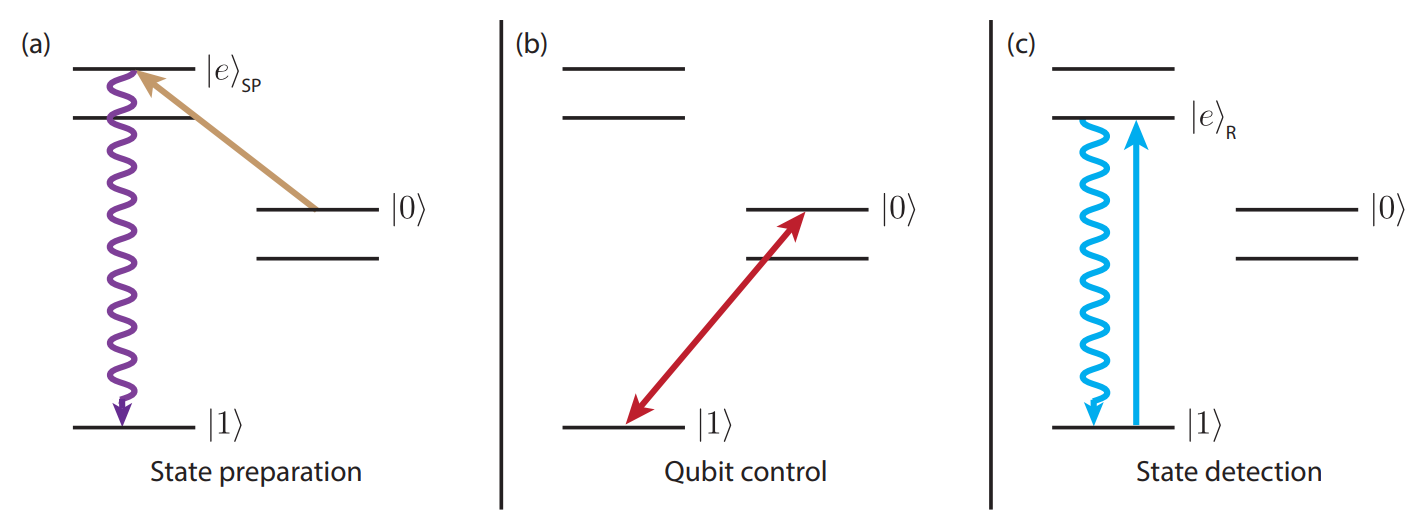 (a)
|e⟩SP
|0⟩
|1⟩
State preparation
(b)
|0⟩
|1⟩
Qubit control
(c)
|e⟩R
|0⟩
|1⟩
State detection